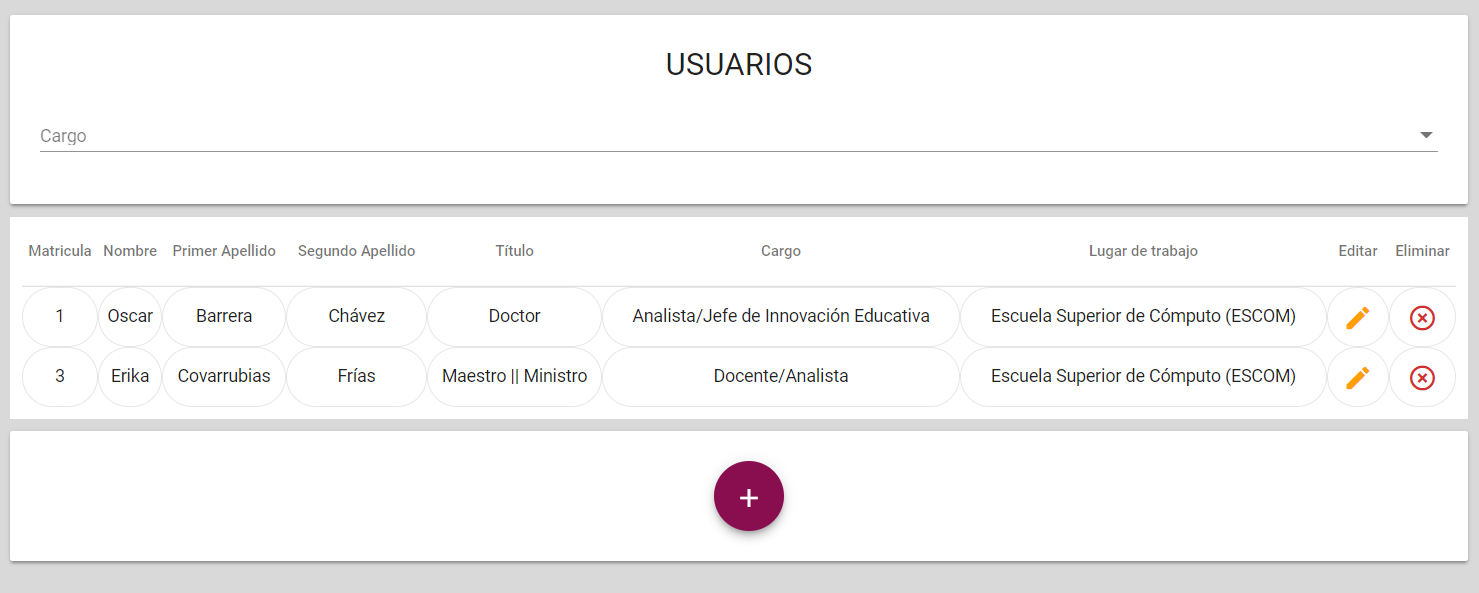 USUARIOS
Cargo
Matricula Nombre Primer Apellido Segundo Apellido Título Cargo Lugar de trabajo Editar Eliminar
1 Oscar Barrera Chávez Doctor Analista/Jefe de Innovación Educativa Escuela Superior de Cómputo (ESCOM)
3 Erika Covarrubias Frías Maestro || Ministro Docente/Analista Escuela Superior de Cómputo (ESCOM)
+